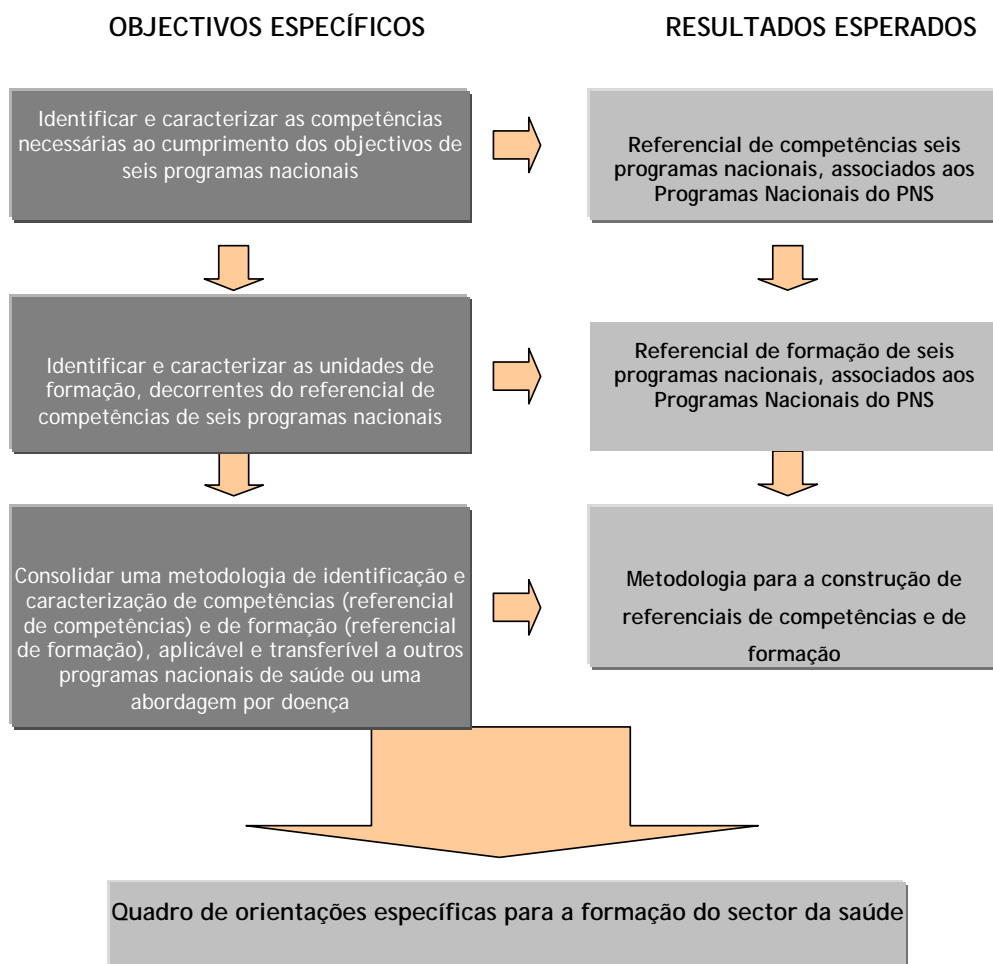 OBJECTIVOS ESPECÍFICOS
RESULTADOS ESPERADOS
Identificar e caracterizar as competências
necessárias ao cumprimento dos objectivos de
seis programas nacionais
Referencial de competências seis
programas nacionais, associados aos
Programas Nacionais do PNS
Identificar e caracterizar as unidades de
formação, decorrentes do referencial de
competências de seis programas nacionais
Referencial de formação de seis
programas nacionais, associados aos
Programas Nacionais do PNS
Consolidar uma metodologia de identificação e
caracterização de competências (referencial
de competências) e de formação (referencial
de formação), aplicável e transferível a outros
programas nacionais de saúde ou uma
abordagem por doença
Metodologia para a construção de
referenciais de competências e de
formação
Quadro de orientações específicas para a formação do sector da saúde